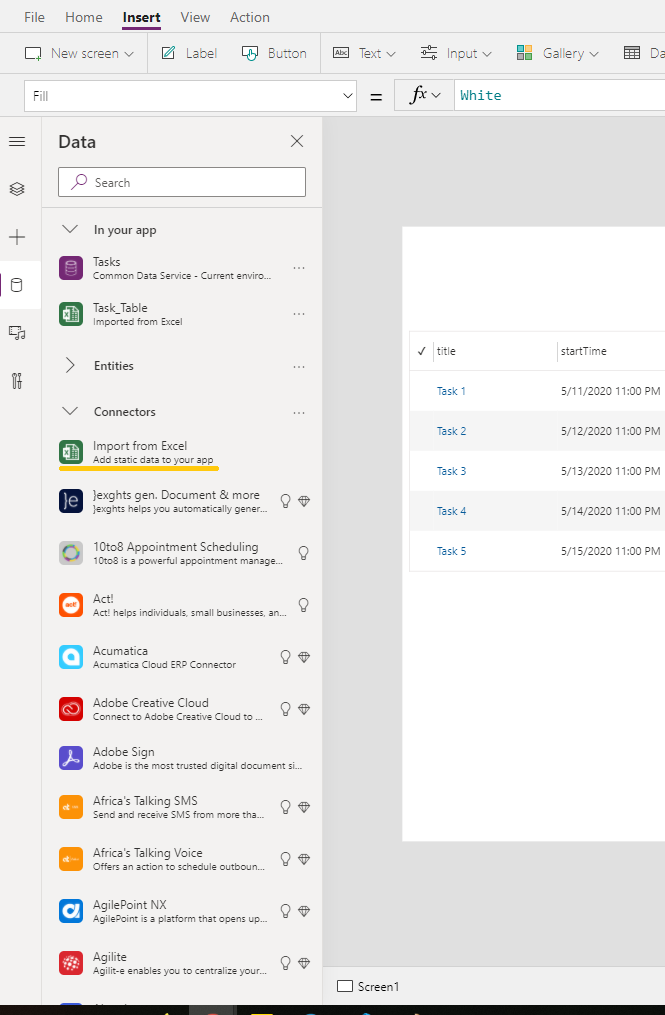 File Home Insert View Action
New screen Label Button Text Input Gallery Da
Fill = fx White
Data
Search
In your app
Tasks
Common Data Service - Current enviro...
Task_Table
Imported from Excel
Entities
Connectors
Import from Excel
Add static data to your app
}exghts gen. Document & more
}exghts helps you automatically gener...
10to8 Appointment Scheduling
10to8 is a powerful appointment manage...
Act!
Act! helps individuals, small businesses, an...
Acumatica
Acumatica Cloud ERP Connector
Adobe Creative Cloud
Connect to Adobe Creative Cloud to ...
Adobe Sign
Adobe is the most trusted digital document si...
Africa's Talking SMS
Send and receive SMS from more tha...
Africa's Talking Voice
Offers an action to schedule outboun...
AgilePoint NX
AgilePoint is a platform that opens up...
Agilite
Agilit-e enables you to centralize your...
title startTime
Task 1 5/11/2020 11:00 PM
Task 2 5/12/2020 11:00 PM
Task 3 5/13/2020 11:00 PM
Task 4 5/14/2020 11:00 PM
Task 5 5/15/2020 11:00 PM
Screen1